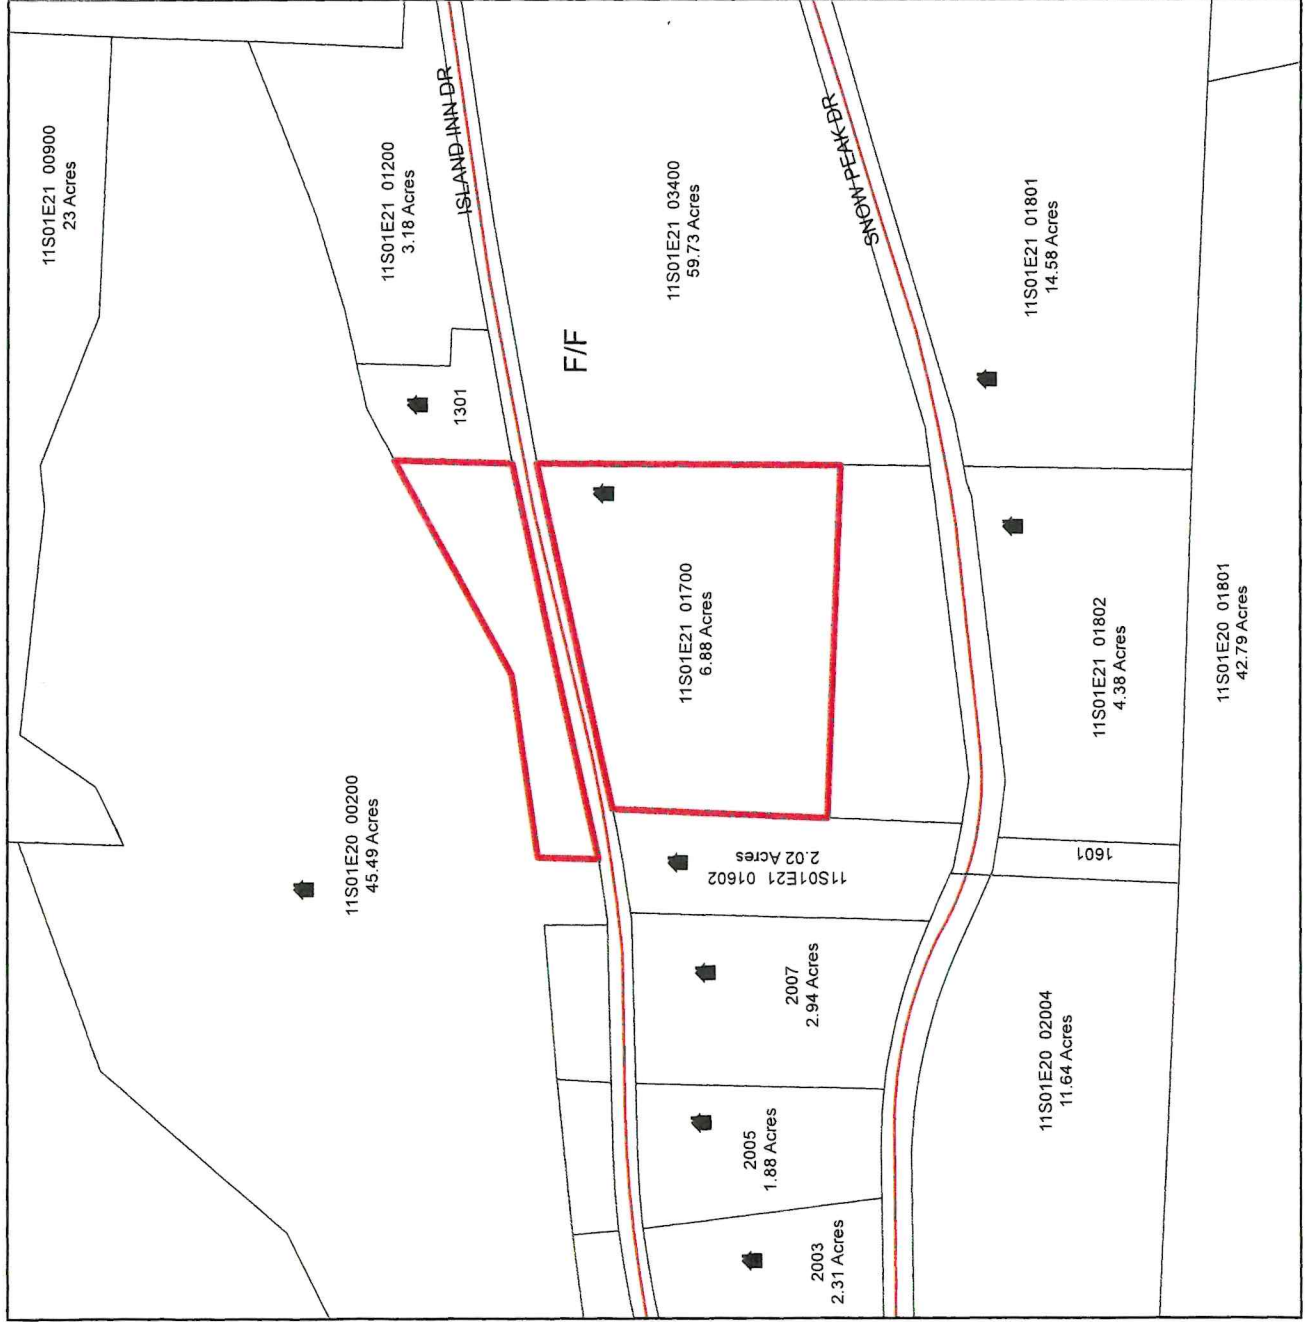 11S01E21 00900
23 Acres
11S01E21 01200
3.18 Acres
ISLAND INN DR
1301
F/F
11S01E21 03400
59.73 Acres
SNOW PEAK DR
11S01E21 01801
14.58 Acres
11S01E20 00200
45.49 Acres
11S01E21 01700
6.88 Acres
11S01E21 01802
4.38 Acres
11S01E20 01801
42.79 Acres
11S01E21 01602
2.02 Acres
1601
2007
2.94 Acres
2005
1.88 Acres
2003
2.31 Acres
11S01E20 02004
11.64 Acres